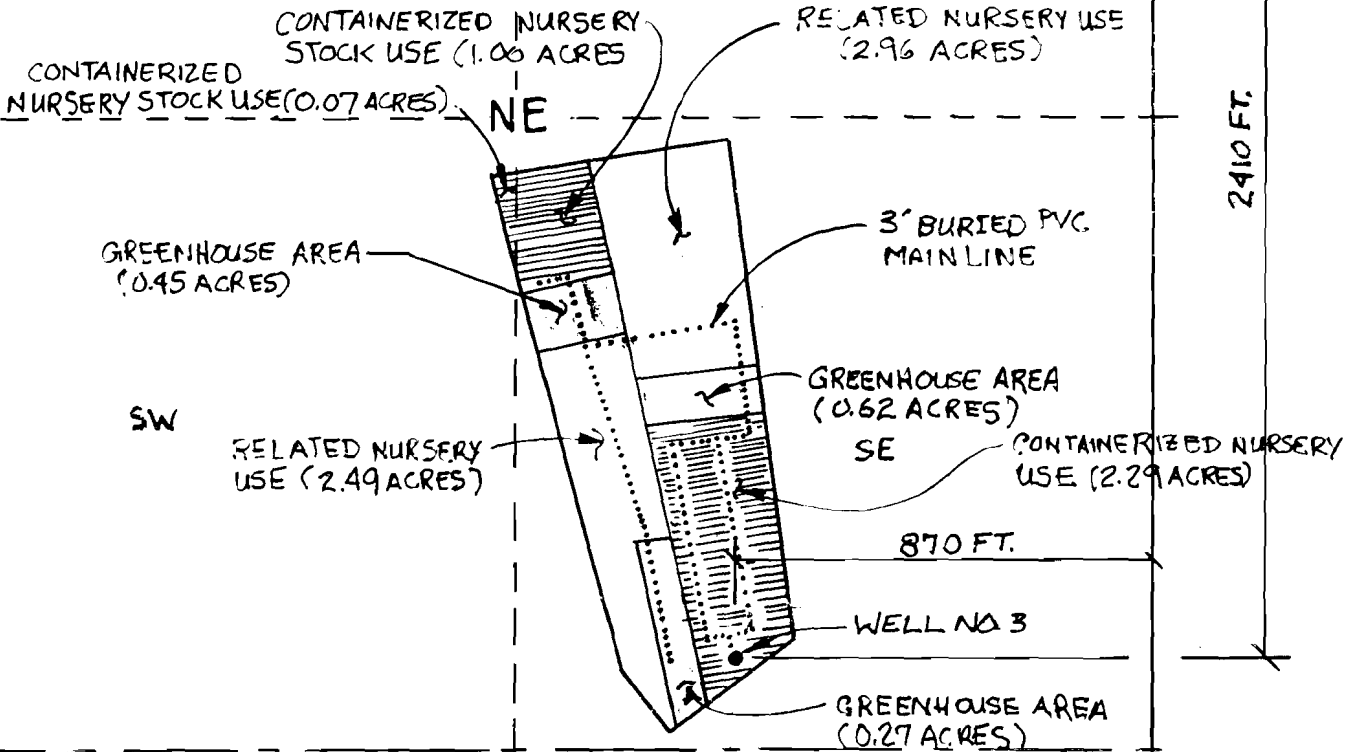 CONTAINERIZED NURSERY
STOCK USE (1.00 ACRES
RELATED NURSERY USE
(2.96 ACRES)
CONTAINERIZED
NURSERY STOCK USE (0.07 ACRES)
NE
2410 FT.
3" BURIED PVC
MAIN LINE
GREENHOUSE AREA
(0.45 ACRES)
GREENHOUSE AREA
(0.62 ACRES)
SW
SE
RELATED NURSERY
USE (2.49 ACRES)
CONTAINERIZED NURSERY
USE (2.29 ACRES)
870 FT.
WELL NO. 3
GREENHOUSE AREA
(0.27 ACRES)